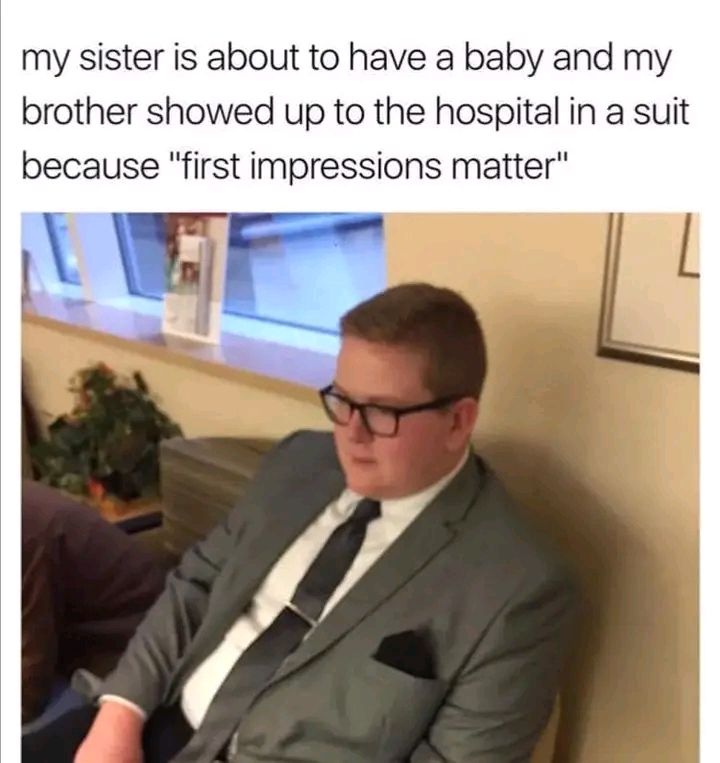 my sister is about to have a baby and my
brother showed up to the hospital in a suit
because "first impressions matter"